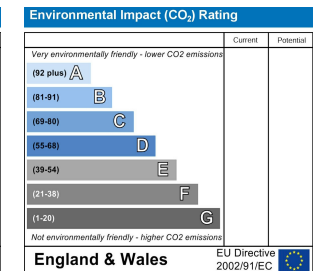 Environmental Impact (CO₂) Rating
Current Potential
Very environmentally friendly - lower CO2 emissions
(92 plus) A
(81-91) B
(69-80) C
(55-68) D
(39-54) E
(21-38) F
(1-20) G
Not environmentally friendly - higher CO2 emissions
England & Wales
EU Directive
2002/91/EC